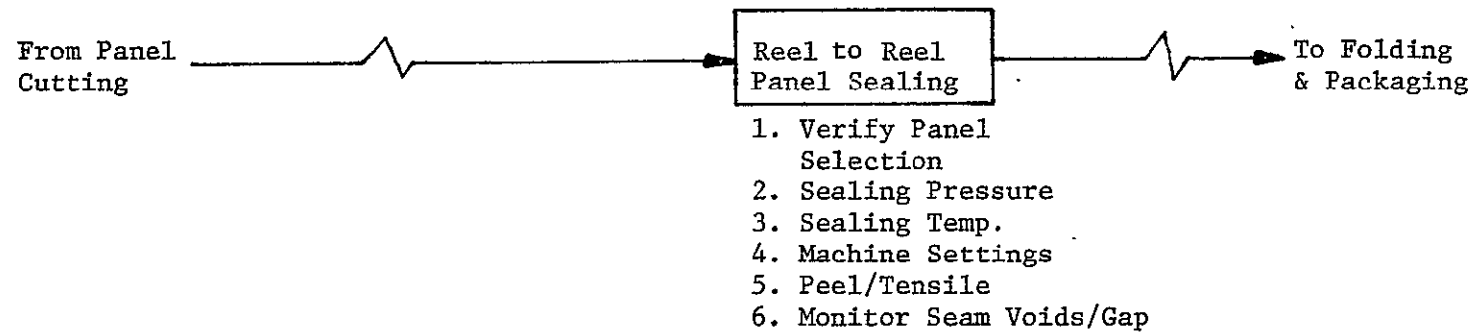 From Panel
Cutting
Reel to Reel
Panel Sealing
To Folding
& Packaging
1. Verify Panel
Selection
2. Sealing Pressure
3. Sealing Temp.
4. Machine Settings
5. Peel/Tensile
6. Monitor Seam Voids/Gap